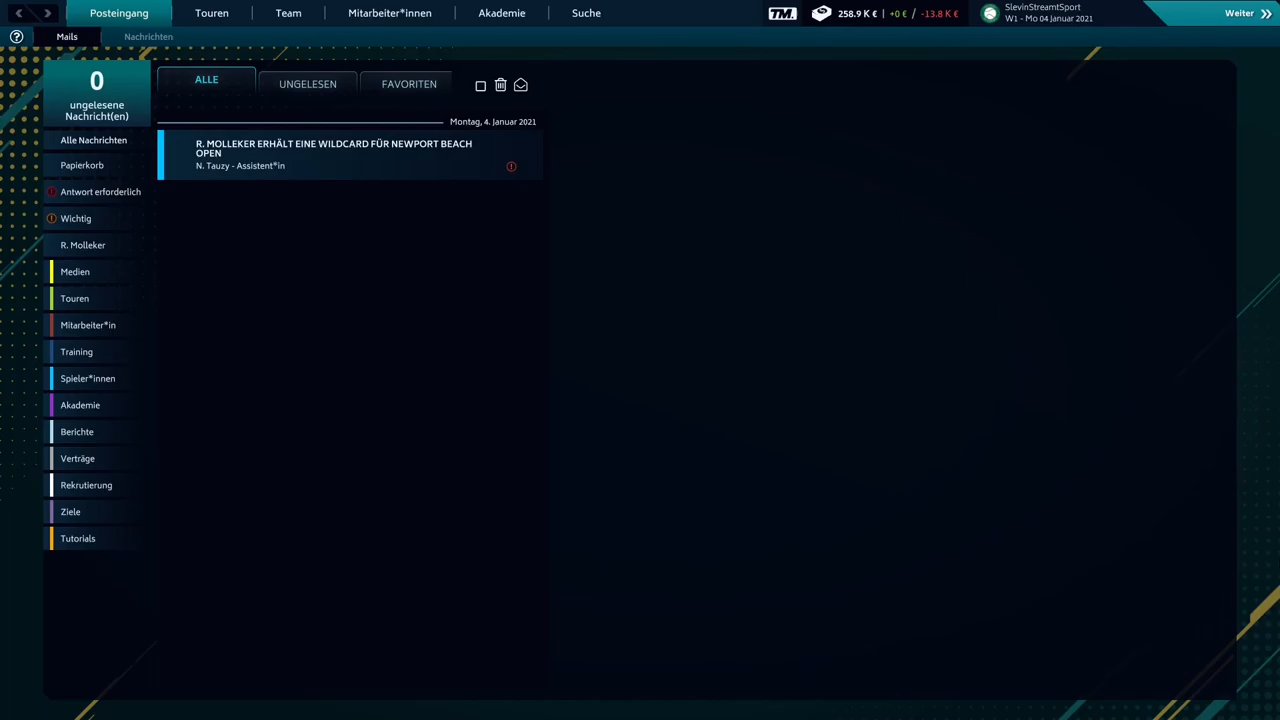 Posteingang
Touren
Team
Mitarbeiter*innen
Akademie
Suche
TM.
258.9 K € | +0 € / -13.8 K €
SlevinStreamtSport
W1 - Mo 04 Januar 2021
Weiter
?
Mails
Nachrichten
0
ungelesene
Nachricht(en)
ALLE
UNGELESEN
FAVORITEN
Montag, 4. Januar 2021
R. MOLLEKER ERHÄLT EINE WILDCARD FÜR NEWPORT BEACH
OPEN
N. Tauzy - Assistent*in
Alle Nachrichten
Papierkorb
Antwort erforderlich
Wichtig
R. Molleker
Medien
Touren
Mitarbeiter*in
Training
Spieler*innen
Akademie
Berichte
Verträge
Rekrutierung
Ziele
Tutorials